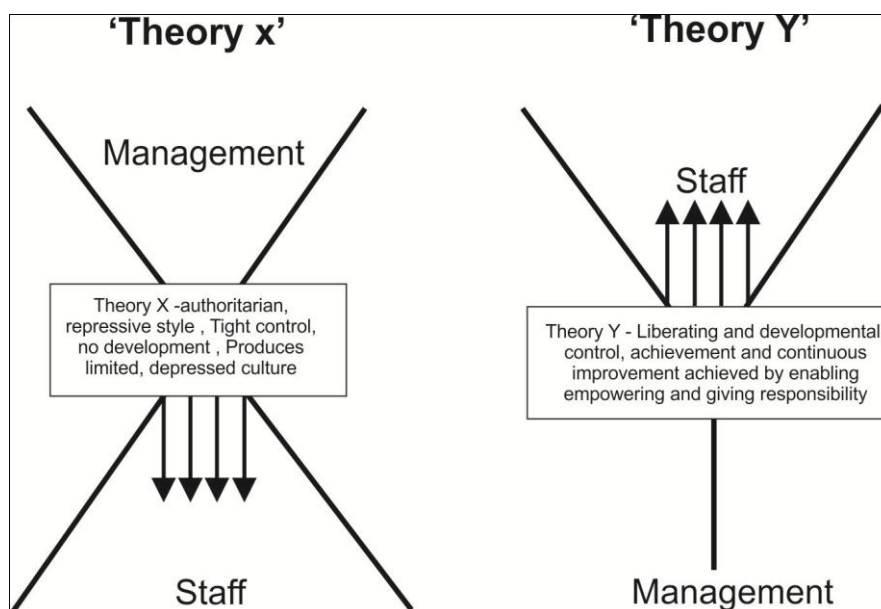 ‘Theory x’
Management
Theory X -authoritarian,
repressive style , Tight control,
no development , Produces
limited, depressed culture
Staff
‘Theory Y’
Staff
Theory Y - Liberating and developmental
control, achievement and continuous
improvement achieved by enabling
empowering and giving responsibility
Management